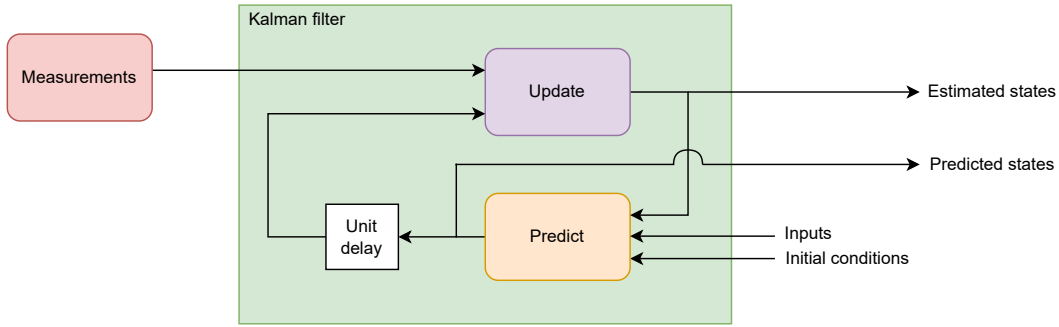 Kalman filter
Measurements
Update
Estimated states
Predicted states
Unit
delay
Predict
Inputs
Initial conditions